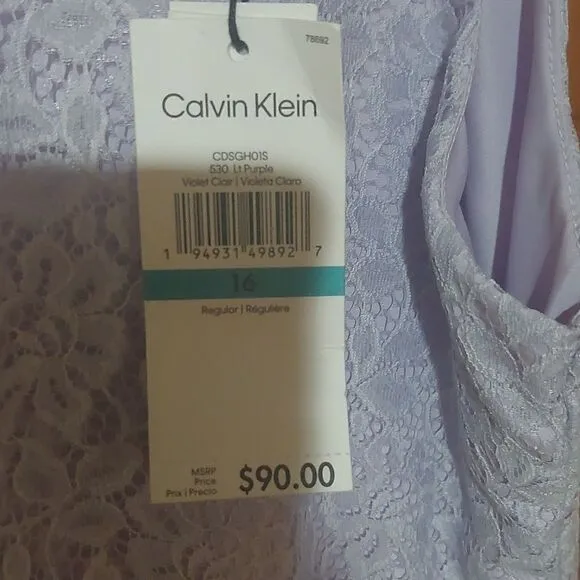 78692
Calvin Klein
CDSGH01S
530 Lt Purple
Violet Clair | Violeta Claro
1 94931 49892 7
16
Regular | Régulière
MSRP
Price
Prix | Precio
$90.00